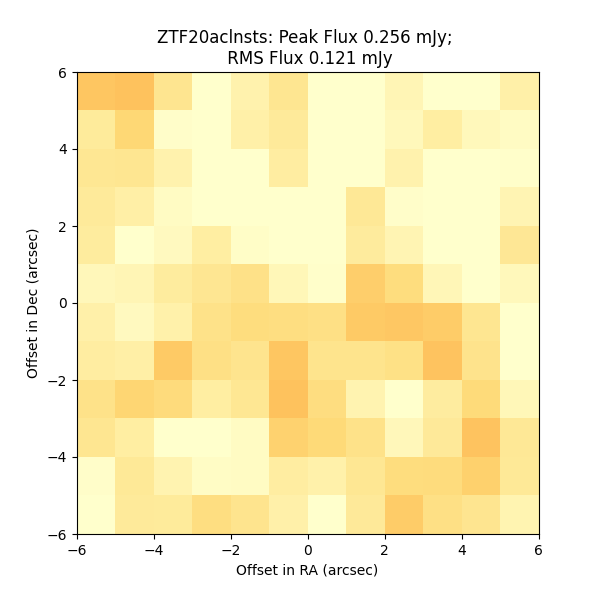 ZTF20aclnsts: Peak Flux 0.256 mJy;
RMS Flux 0.121 mJy
6
4
2
0
−2
−4
−6
Offset in Dec (arcsec)
−6 −4 −2 0 2 4 6
Offset in RA (arcsec)